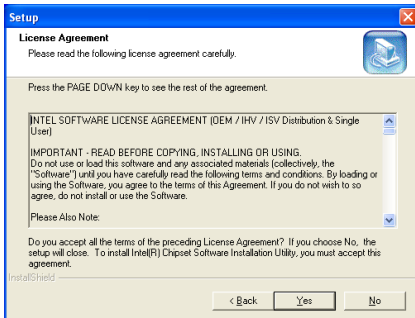 Setup
License Agreement
Please read the following license agreement carefully.
Press the PAGE DOWN key to see the rest of the agreement.
INTEL SOFTWARE LICENSE AGREEMENT (OEM / IHV / ISV Distribution & Single
User)
IMPORTANT - READ BEFORE COPYING, INSTALLING OR USING.
Do not use or load this software and any associated materials (collectively, the
"Software") until you have carefully read the following terms and conditions. By loading or
using the Software, you agree to the terms of this Agreement. If you do not wish to so
agree, do not install or use the Software.
Please Also Note:
Do you accept all the terms of the preceding License Agreement? If you choose No, the
setup will close. To install Intel(R) Chipset Software Installation Utility, you must accept this
agreement.
InstallShield
< Back Yes No